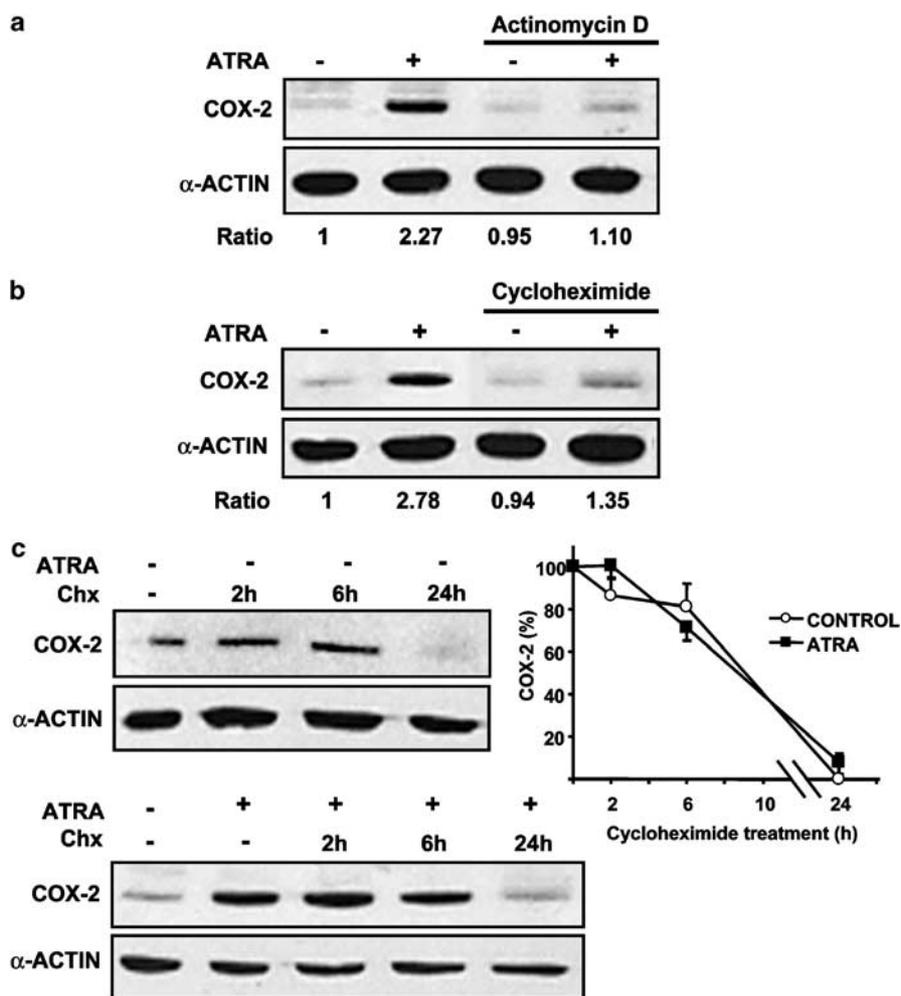 a
Actinomycin D
ATRA - + - +
COX-2
α-ACTIN
Ratio 1 2.27 0.95 1.10
b
Cycloheximide
ATRA - + - +
COX-2
α-ACTIN
Ratio 1 2.78 0.94 1.35
c
ATRA - - - -
Chx - 2h 6h 24h
COX-2
α-ACTIN
ATRA - + + + +
Chx - - 2h 6h 24h
COX-2
α-ACTIN
COX-2 (%)
100
80
60
40
20
2 6 10 24
Cycloheximide treatment (h)
CONTROL
ATRA